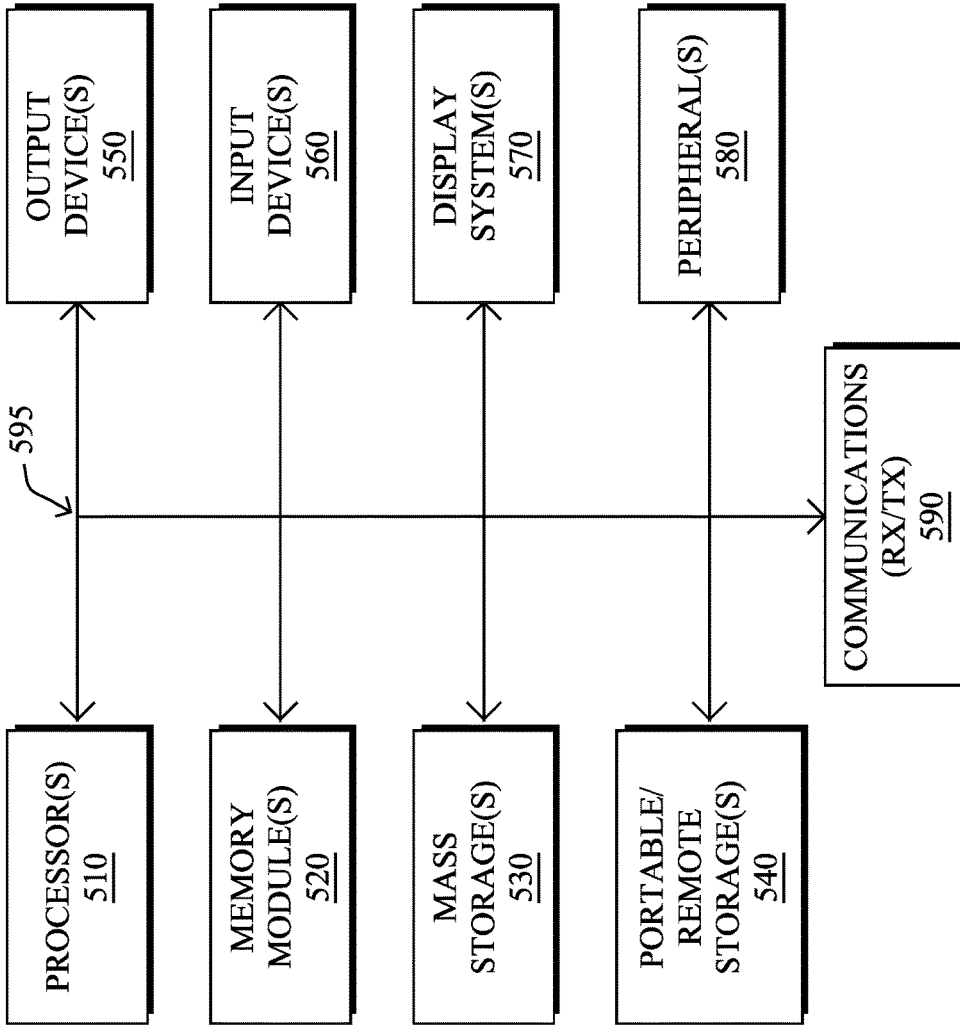 PROCESSOR(S)
510
MEMORY
MODULE(S)
520
MASS
STORAGE(S)
530
PORTABLE/
REMOTE
STORAGE(S)
540
595
OUTPUT
DEVICE(S)
550
INPUT
DEVICE(S)
560
DISPLAY
SYSTEM(S)
570
PERIPHERAL(S)
580
COMMUNICATIONS
(RX/TX)
590